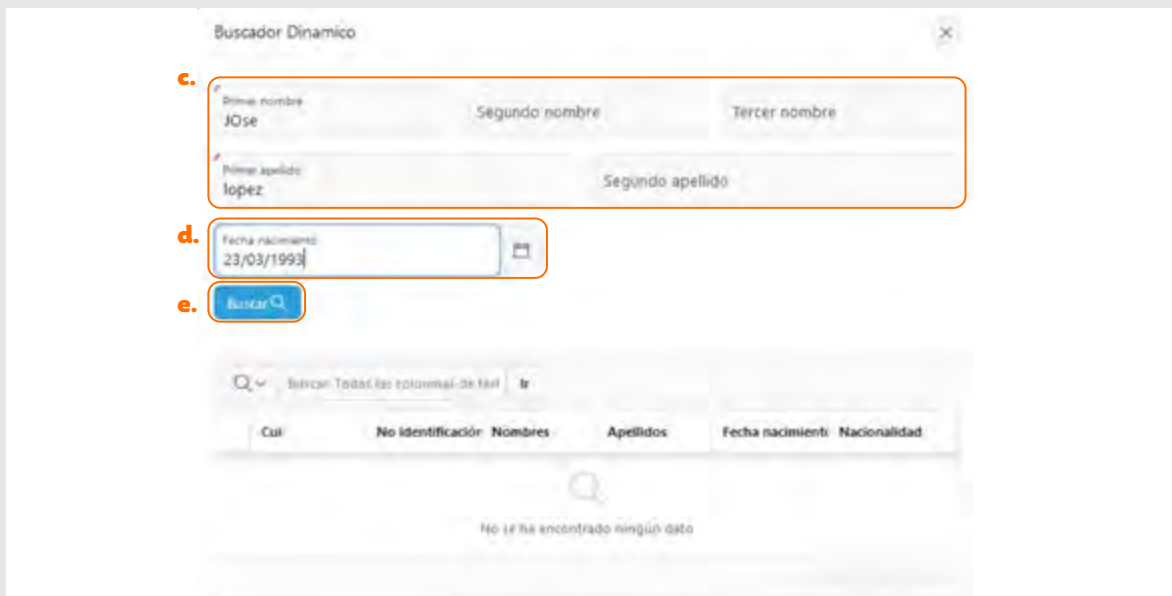 Buscador Dinamico
c.
Primer nombre
JOse
Segundo nombre
Tercer nombre
Primer apellido
lopez
Segundo apellido
d.
Fecha nacimiento
23/03/1993
e.
Buscar
Buscar: Todas las columnas de text
Ir
Cui
No identificación
Nombres
Apellidos
Fecha nacimient
Nacionalidad
No se ha encontrado ningún dato